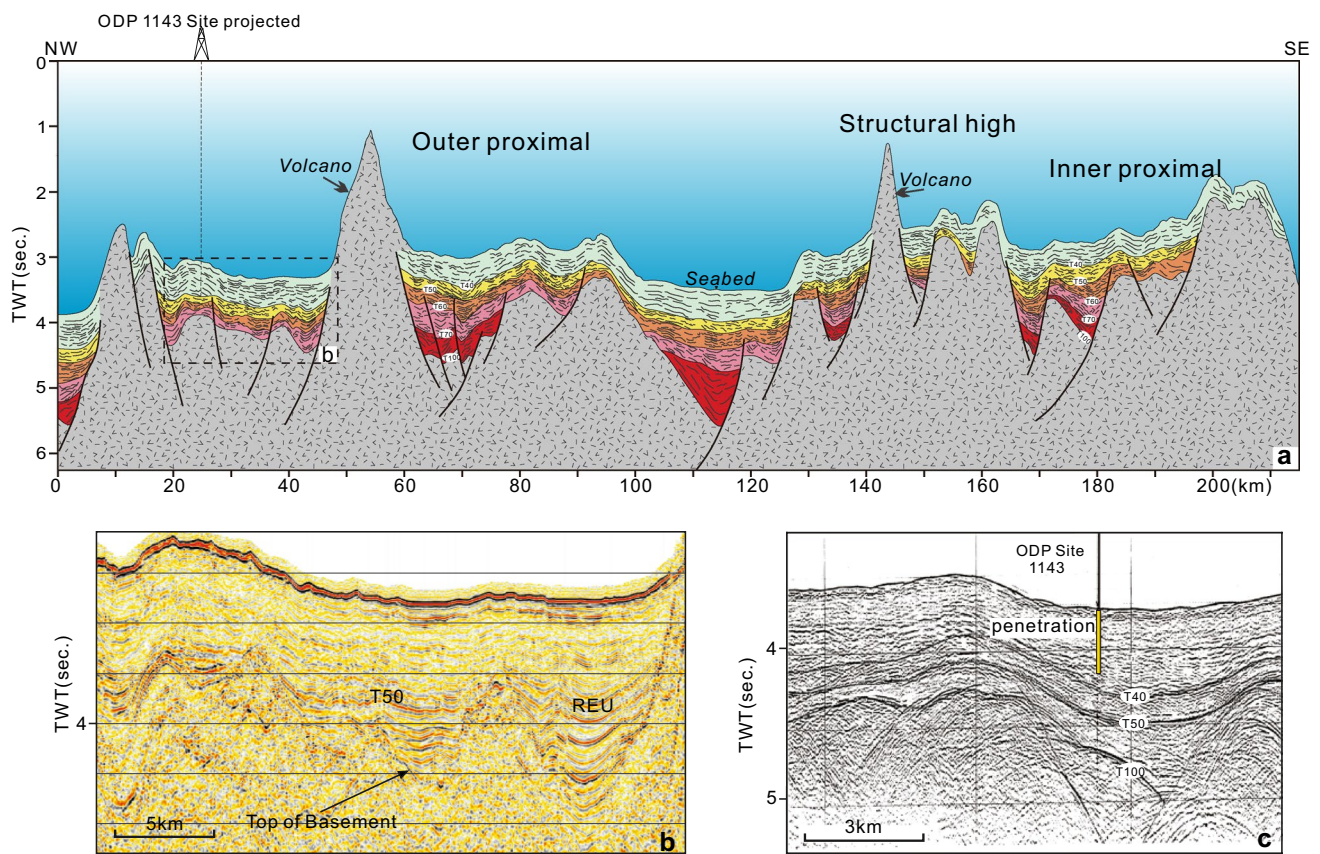 ODP 1143 Site projected
NW
SE
0
1
2
3
4
5
6
TWT(sec.)
Outer proximal
Structural high
Inner proximal
Volcano
Volcano
Seabed
T40
T50
T60
T70
T100
T40
T50
T60
T70
100
b
a
0
20
40
60
80
100
120
140
160
180
200(km)
TWT(sec.)
4
T50
REU
Top of Basement
5km
b
TWT(sec.)
4
5
ODP Site
1143
penetration
T40
T50
T100
3km
c